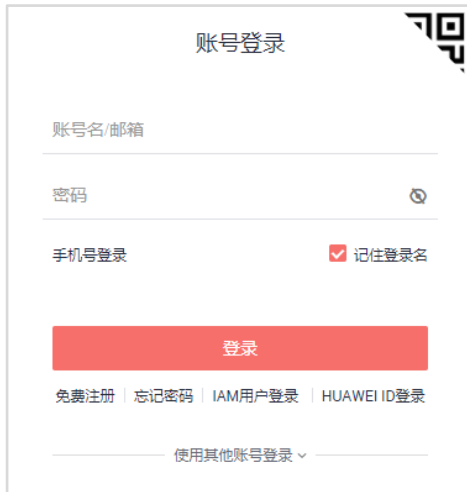 账号登录
账号名/邮箱
密码
手机号登录 记住登录名
登录
免费注册 忘记密码 IAM用户登录 HUAWEI ID登录
使用其他账号登录